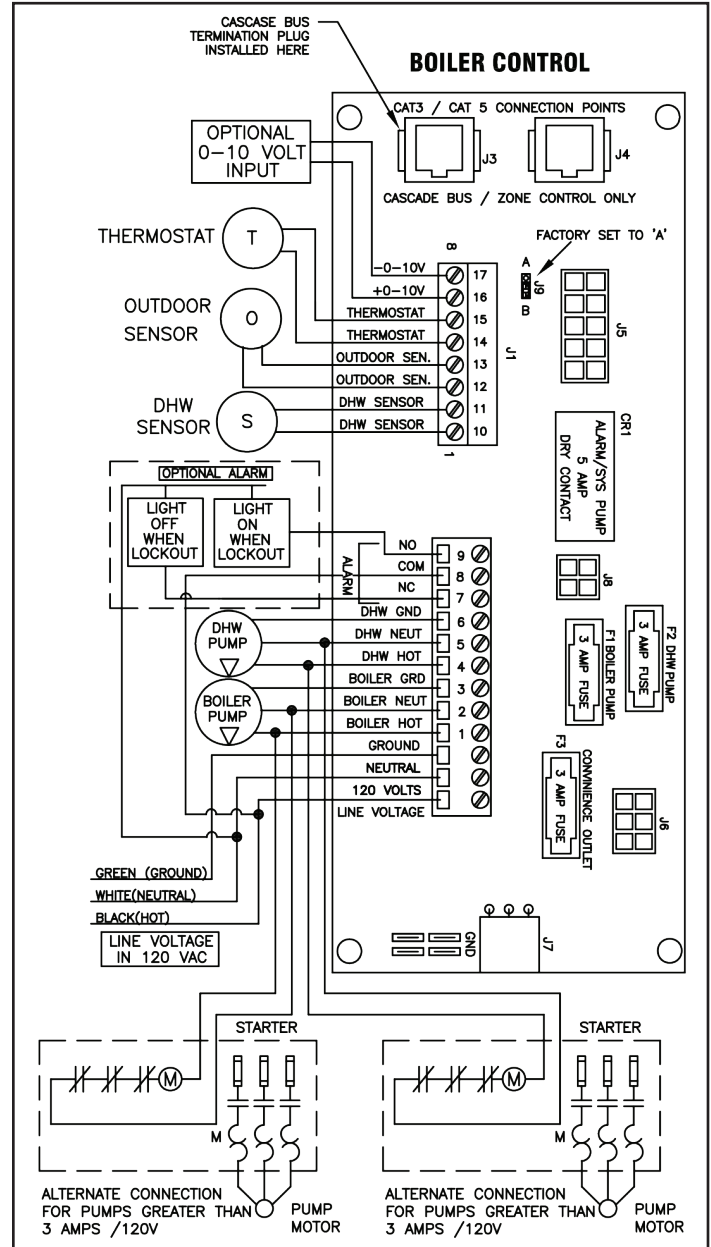 CASCASE BUS
TERMINATION PLUG
INSTALLED HERE
BOILER CONTROL
CAT3 / CAT 5 CONNECTION POINTS
OPTIONAL
0-10 VOLT
INPUT
J3
J4
CASCADE BUS / ZONE CONTROL ONLY
THERMOSTAT
T
FACTORY SET TO 'A'
8
A
J9
B
-0-10V
17
+0-10V
16
THERMOSTAT
15
THERMOSTAT
14
OUTDOOR SEN.
13
OUTDOOR SEN.
12
DHW SENSOR
11
DHW SENSOR
10
J1
1
J5
OUTDOOR
SENSOR
O
DHW
SENSOR
S
CR1
ALARM/SYS PUMP
5 AMP
DRY CONTACT
OPTIONAL ALARM
LIGHT
OFF
WHEN
LOCKOUT
LIGHT
ON
WHEN
LOCKOUT
ALARM
NO
9
COM
8
NC
7
DHW GND
6
DHW NEUT
5
DHW HOT
4
BOILER GRD
3
BOILER NEUT
2
BOILER HOT
1
GROUND
NEUTRAL
120 VOLTS
LINE VOLTAGE
J8
DHW
PUMP
BOILER
PUMP
F1 BOILER PUMP
3 AMP FUSE
F2 DHW PUMP
3 AMP FUSE
F3
CONVINIENCE OUTLET
3 AMP FUSE
J6
GREEN (GROUND)
WHITE(NEUTRAL)
BLACK(HOT)
LINE VOLTAGE
IN 120 VAC
GND
J7
STARTER
M
M
ALTERNATE CONNECTION
FOR PUMPS GREATER THAN
3 AMPS /120V
PUMP
MOTOR
STARTER
M
M
ALTERNATE CONNECTION
FOR PUMPS GREATER THAN
3 AMPS /120V
PUMP
MOTOR